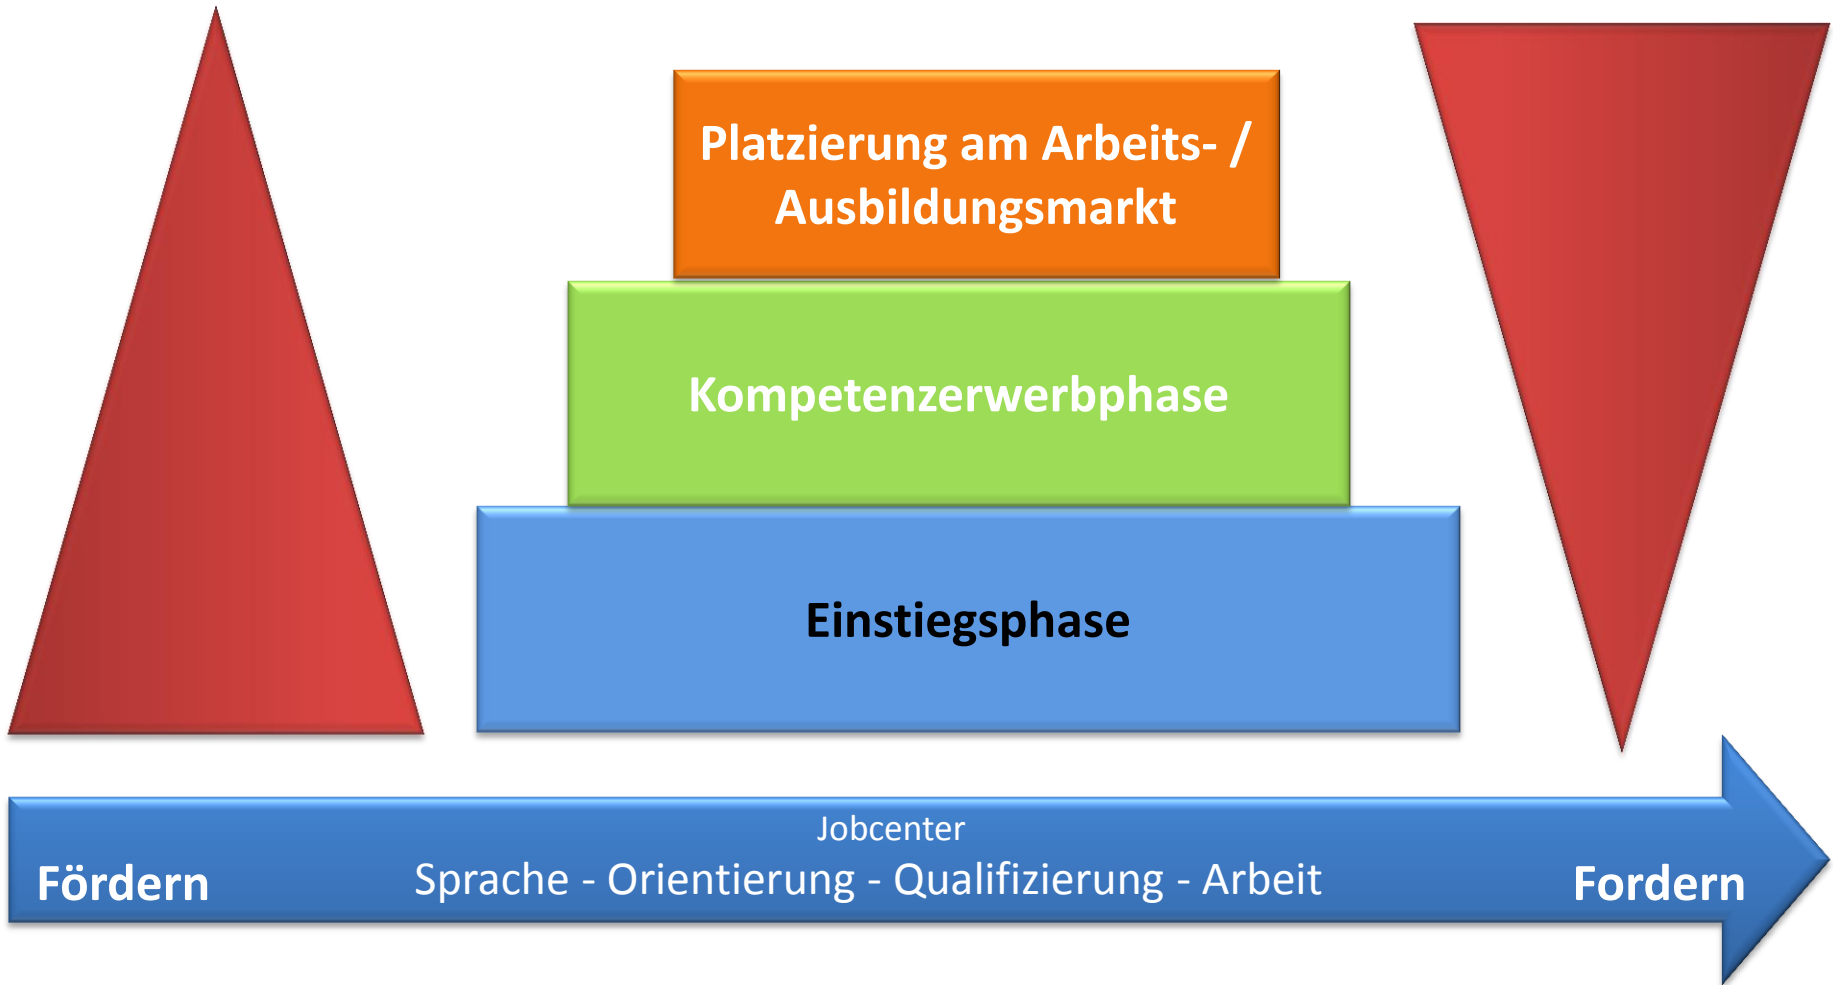 Platzierung am Arbeits- /
Ausbildungsmarkt
Kompetenzerwerbphase
Einstiegsphase
Jobcenter
Fördern
Sprache - Orientierung - Qualifizierung - Arbeit
Fordern